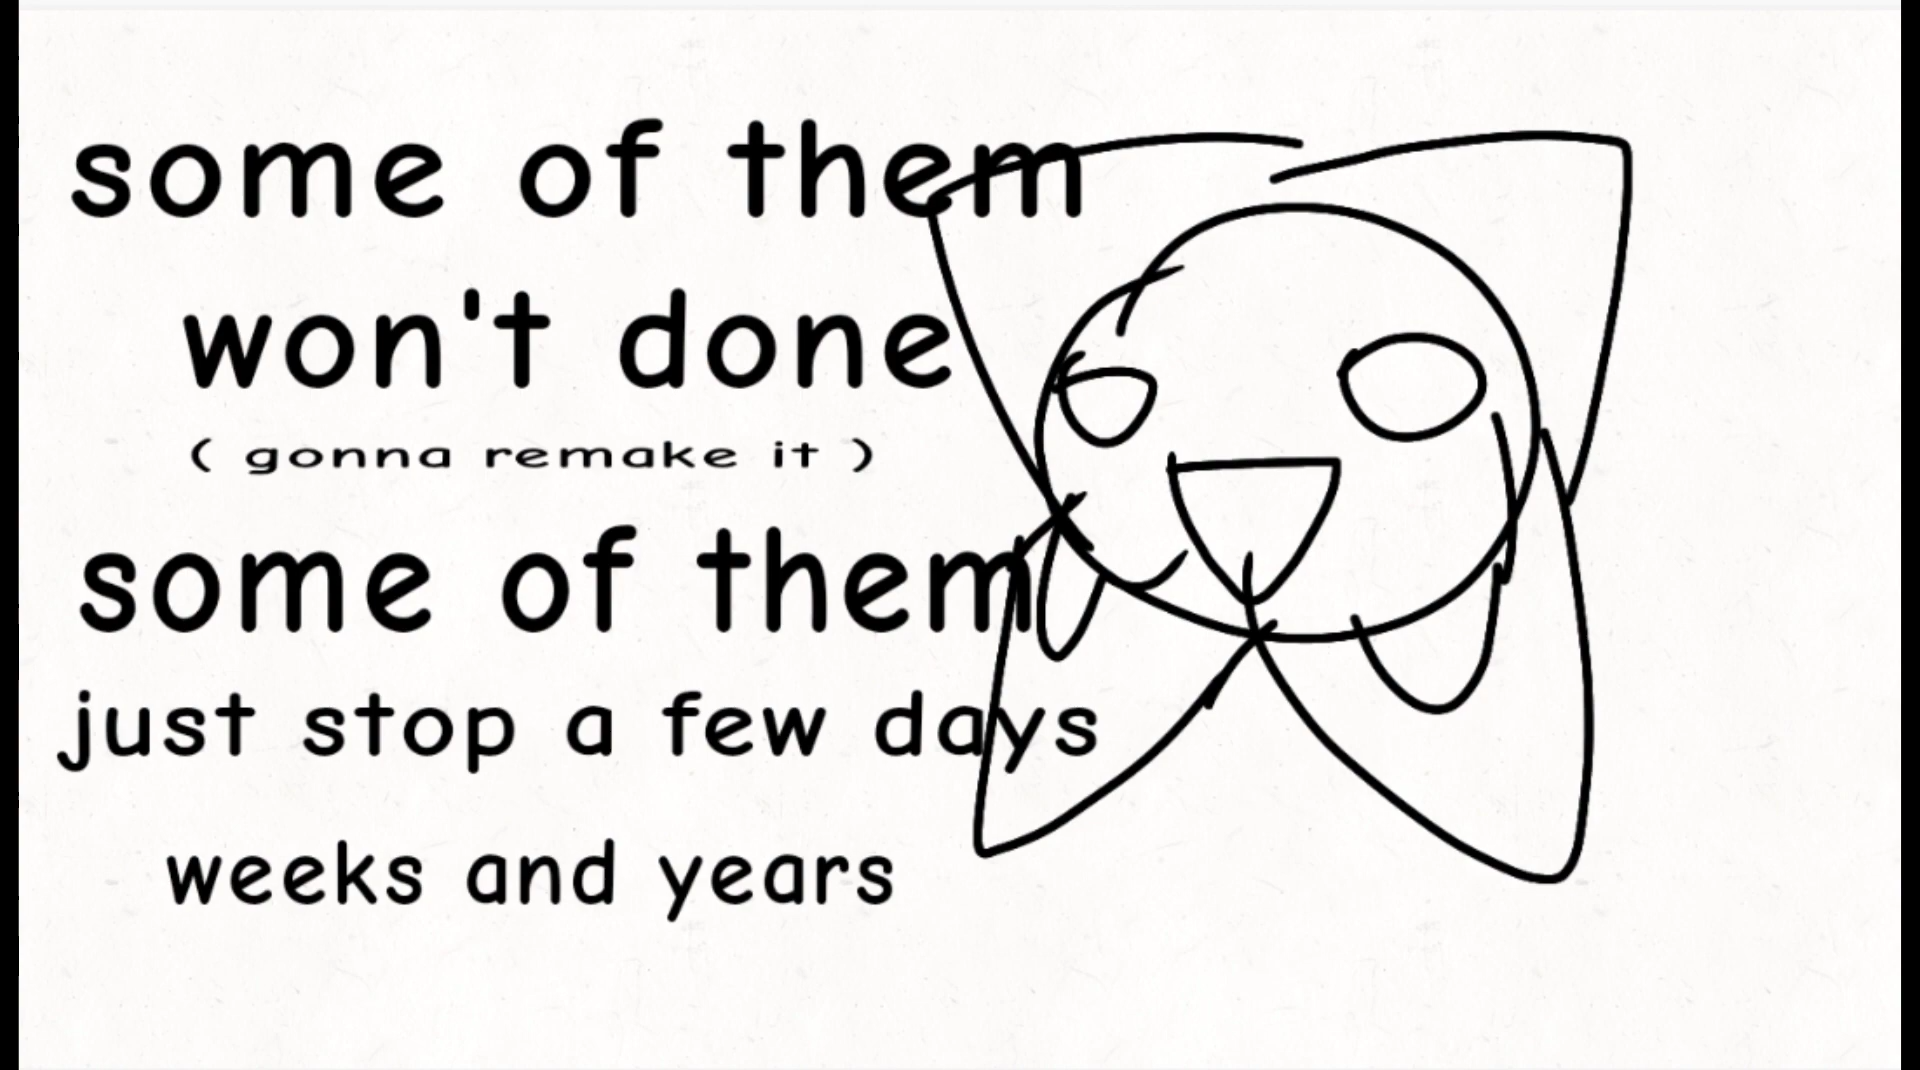 some of them
won't done
( gonna remake it )
some of them
just stop a few days
weeks and years